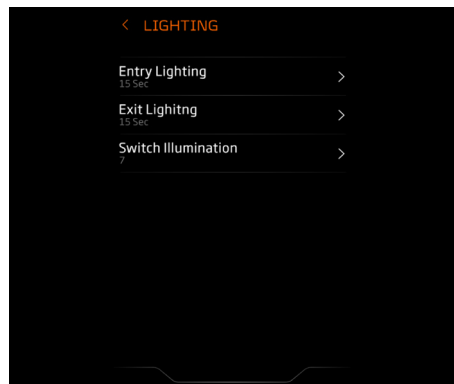 LIGHTING
Entry Lighting
15 Sec
Exit Lighitng
15 Sec
Switch Illumination
7